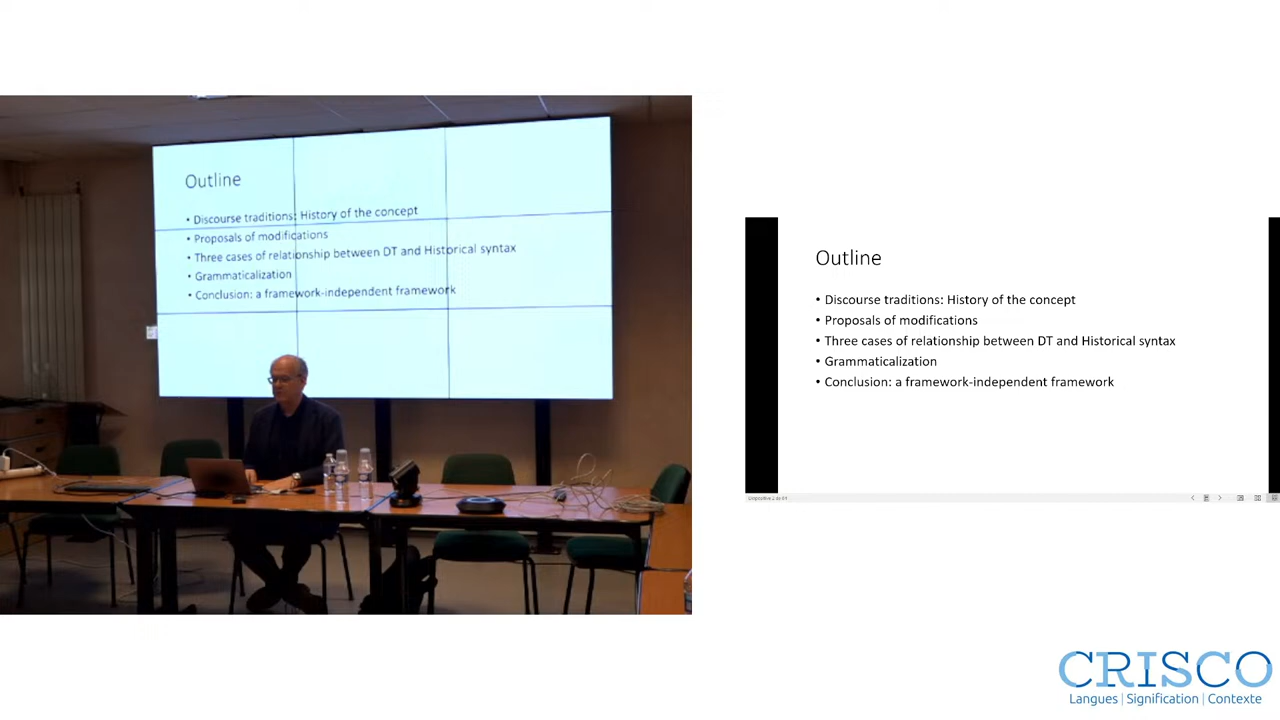 Outline
• Discourse traditions: History of the concept
• Proposals of modifications
• Three cases of relationship between DT and Historical syntax
• Grammaticalization
• Conclusion: a framework-independent framework
Outline
• Discourse traditions: History of the concept
• Proposals of modifications
• Three cases of relationship between DT and Historical syntax
• Grammaticalization
• Conclusion: a framework-independent framework
CRISCO
Langues | Signification | Contexte